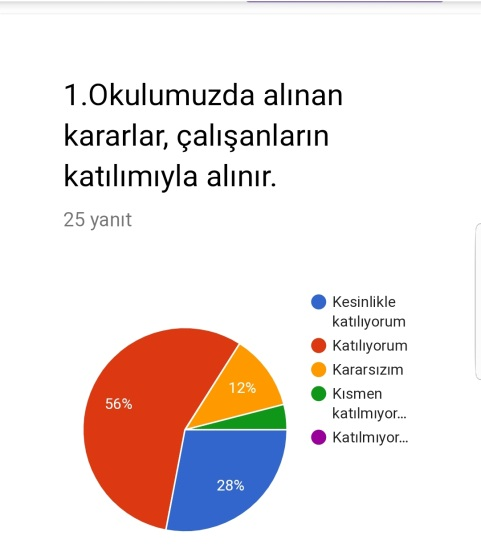 1.Okulumuzda alınan
kararlar, çalışanların
katılımıyla alınır.
25 yanıt
Kesinlikle
katılıyorum
Katılıyorum
Kararsızım
Kısmen
katılmıyor...
Katılmıyor...
56%
12%
28%